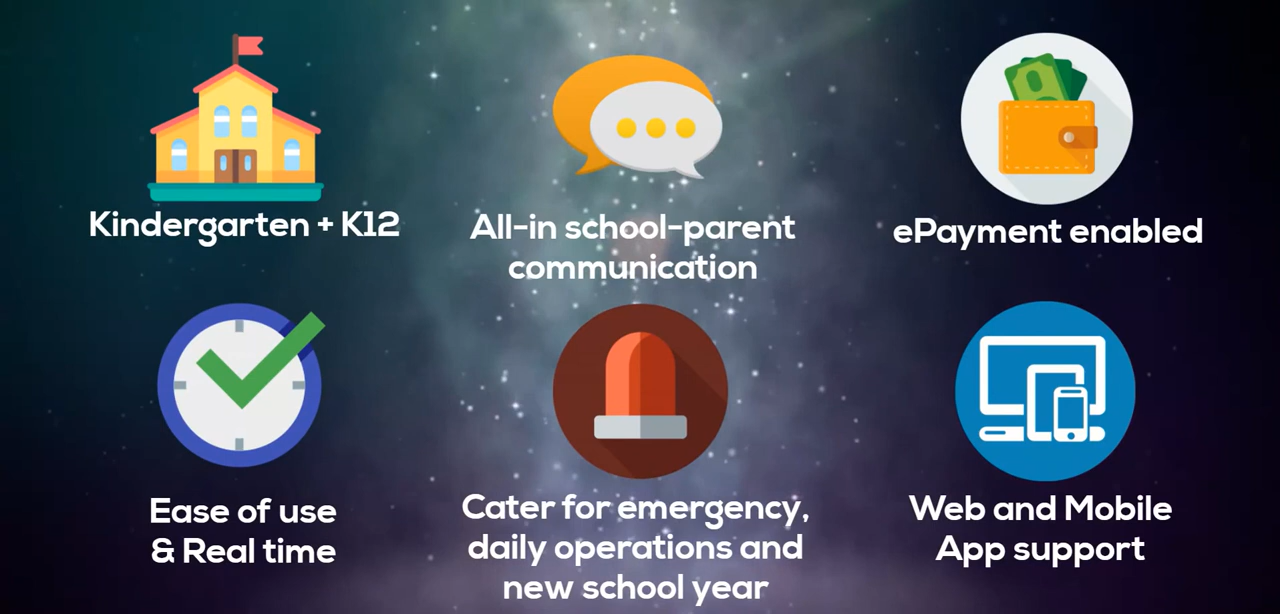 Kindergarten + K12
All-in school-parent
communication
ePayment enabled
Ease of use
& Real time
Cater for emergency,
daily operations and
new school year
Web and Mobile
App support